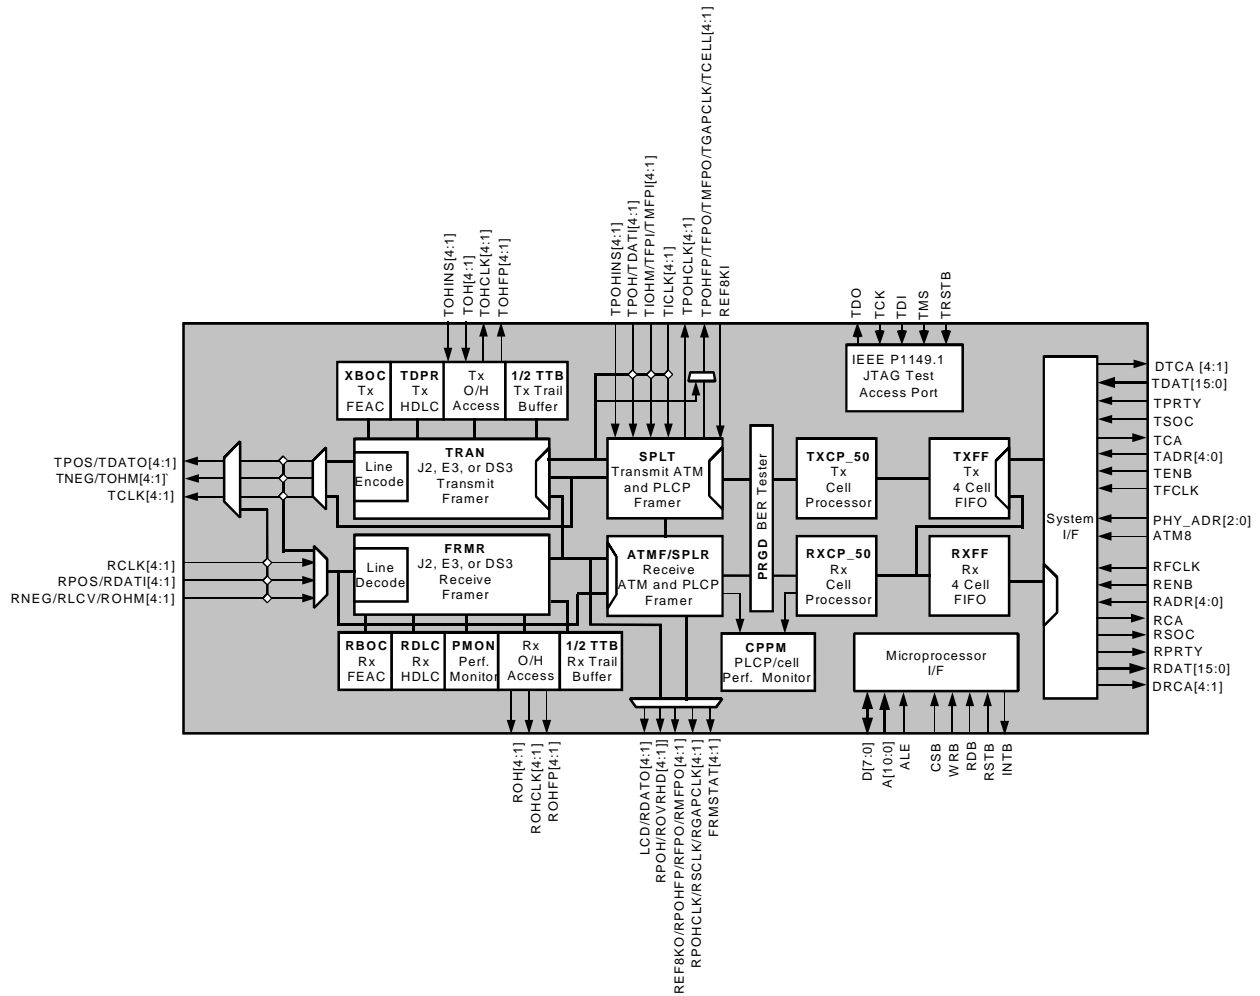 TOHINS[4:1]
TOH[4:1]
TOHCLK[4:1]
TOHFP[4:1]
TPOHINS[4:1]
TPOH/TDATI[4:1]
TIOHM/TFPI/TMFPI[4:1]
TICLK[4:1]
TPOHCLK[4:1]
TPOHFP/TFPO/TMFPO/TGAPCLK/TCELL[4:1]
REF8KI
TDO
TCK
TDI
TMS
TRSTB
XBOC
Tx
FEAC
TDPR
Tx
HDLC
Tx
O/H
Access
1/2 TTB
Tx Trail
Buffer
IEEE P1149.1
JTAG Test
Access Port
TPOS/TDATO[4:1]
TNEG/TOHM[4:1]`
TCLK[4:1]
Line
Encode
TRAN
J2, E3, or DS3
Transmit
Framer
SPLT
Transmit ATM
and PLCP
Framer
PRGD BER Tester
TXCP_50
Tx
Cell
Processor
TXFF
Tx
4 Cell
FIFO
System
I/F
RCLK[4:1]
RPOS/RDATI[4:1]
RNEG/RLCV/ROHM[4:1]
Line
Decode
FRMR
J2, E3, or DS3
Receive
Framer
ATMF/SPLR
Receive
ATM and PLCP
Framer
RXCP_50
Rx
Cell
Processor
RXFF
Rx
4 Cell
FIFO
RBOC
Rx
FEAC
RDLC
Rx
HDLC
PMON
Perf.
Monitor
Rx
O/H
Access
1/2 TTB
Rx Trail
Buffer
CPPM
PLCP/cell
Perf. Monitor
Microprocessor
I/F
DTCA [4:1]
TDAT[15:0]
TPRTY
TSOC
TCA
TADR[4:0]
TENB
TFCLK
PHY_ADR[2:0]
ATM8
RFCLK
RENB
RADR[4:0]
RCA
RSOC
RPRTY
RDAT[15:0]
DRCA[4:1]
ROH[4:1]
ROHCLK[4:1]
ROHFP[4:1]
LCD/RDATO[4:1]
RPOH/ROVRHD[4:1]]
REF8KO/RPOHFP/RFPO/RMFPO[4:1]
RPOHCLK/RSCLK/RGAPCLK[4:1]
FRMSTAT[4:1]
D[7:0]
A[10:0]
ALE
CSB
WRB
RDB
RSTB
INTB